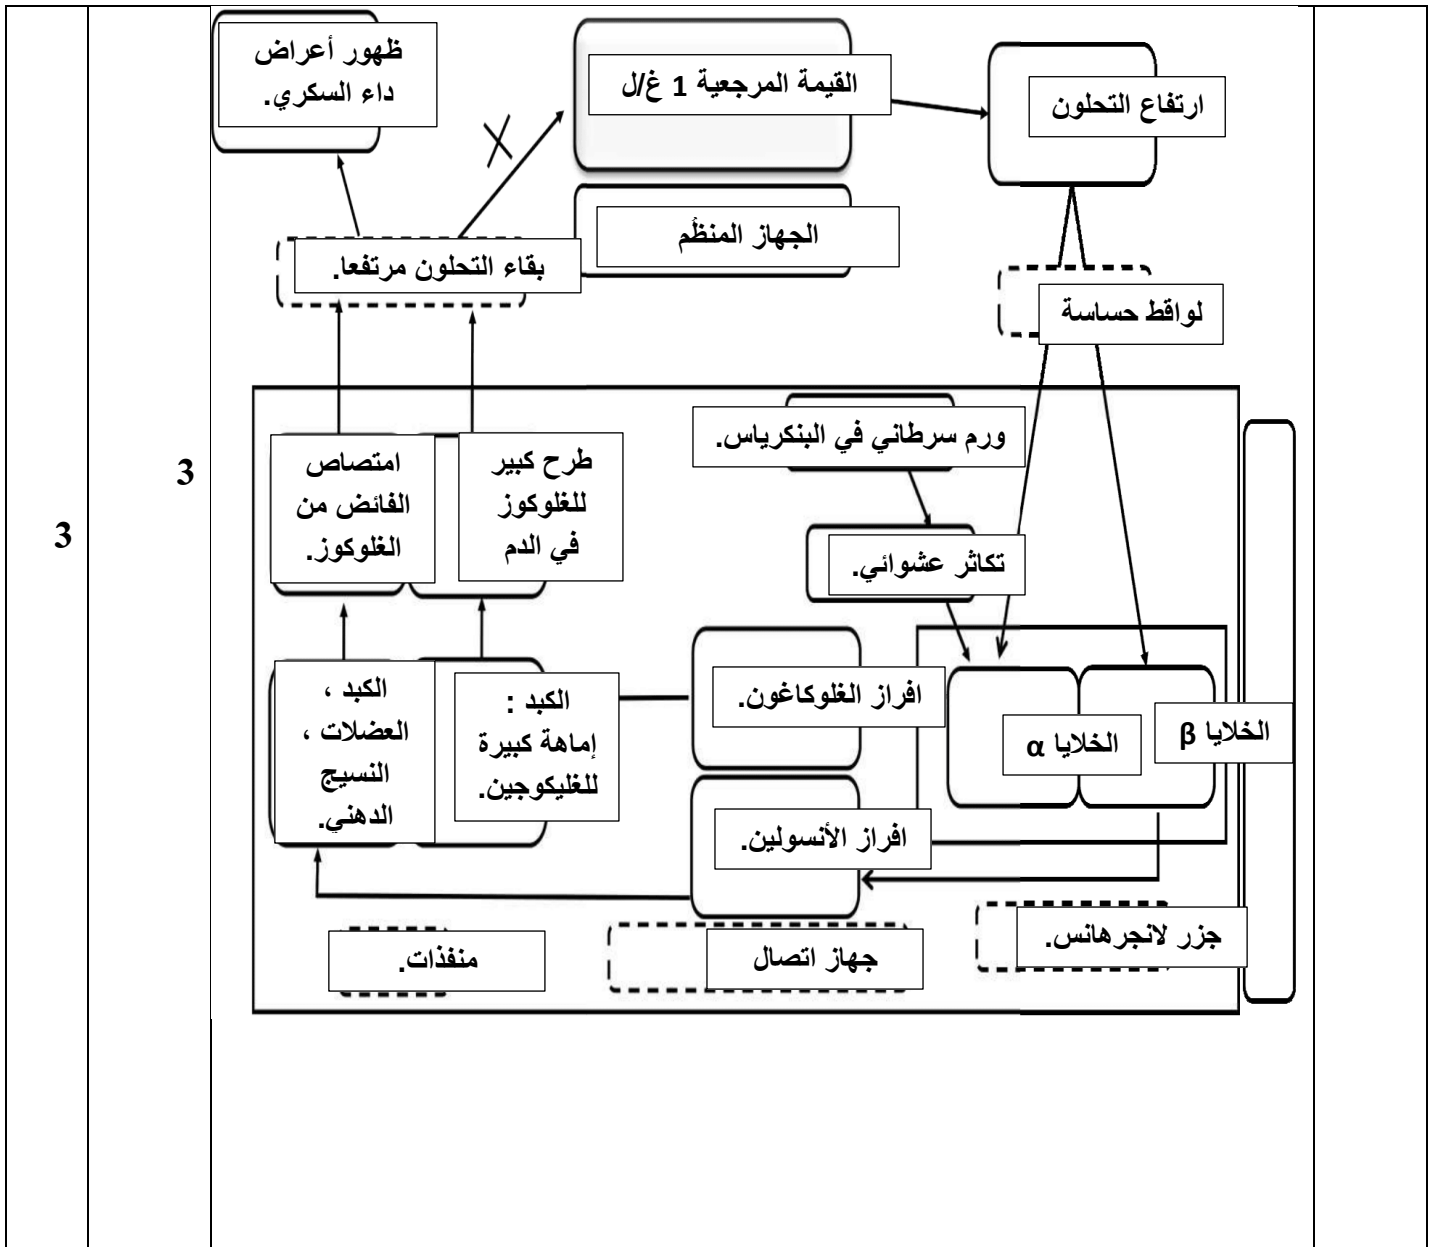 ظهور أعراض
داء السكري.
القيمة المرجعية 1 غ/ل
ارتفاع التحلون
الجهاز المنظُم
بقاء التحلون مرتفعا.
لواقط حساسة
ورم سرطاني في البنكرياس.
امتصاص
الفائض من
الغلوكوز.
طرح كبير
للغلوكوز
في الدم
تكاثر عشوائي.
3
3
الكبد ،
العضلات ،
النسيج
الدهني.
الكبد :
إماهة كبيرة
للغليكوجين.
افراز الغلوكاغون.
الخلايا α
الخلايا β
افراز الأنسولين.
جزر لانجرهانس.
جهاز اتصال
منفذات.